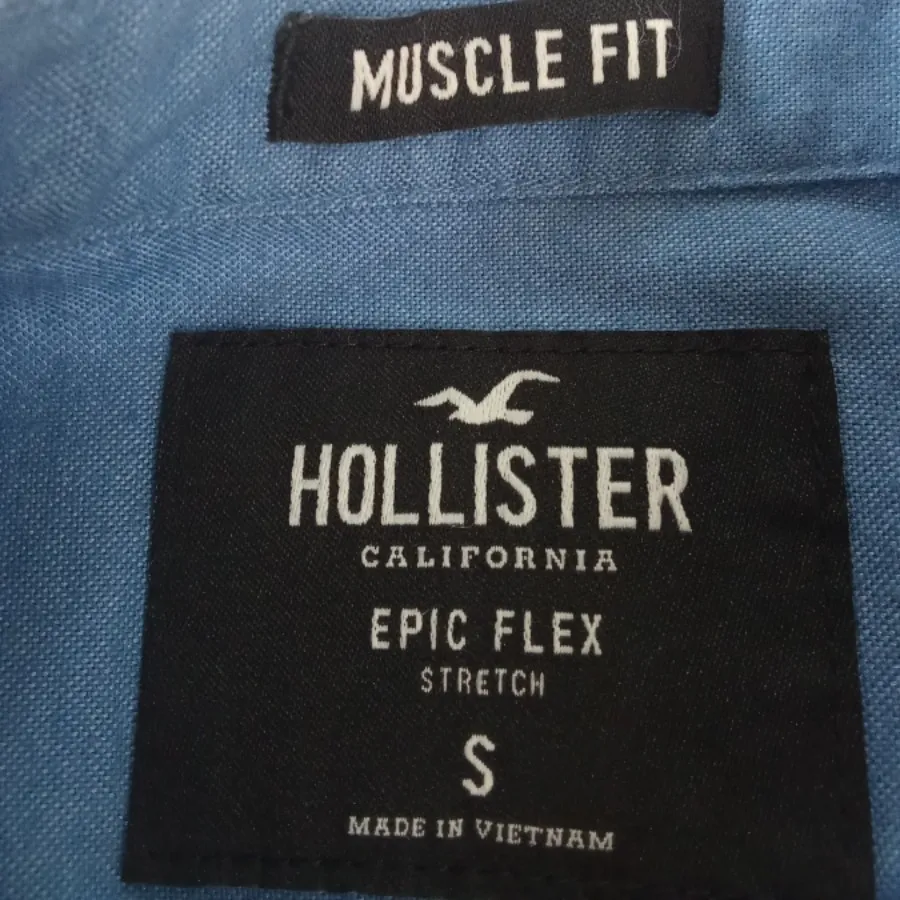 MUSCLE FIT
HOLLISTER
CALIFORNIA
EPIC FLEX
STRETCH
S
MADE IN VIETNAM